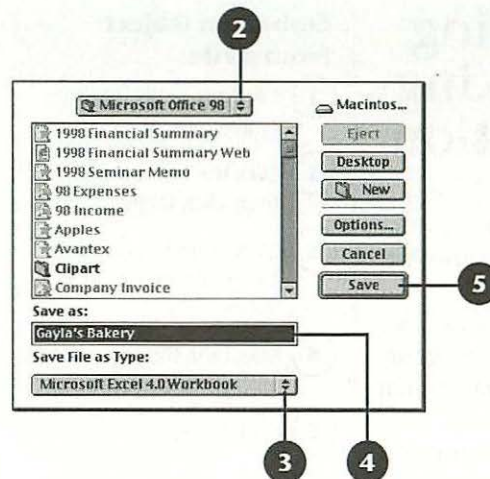 2
Microsoft Office 98
Macintos...
1998 Financial Summary
1998 Financial Summary Web
1998 Seminar Memo
98 Expenses
98 Income
Apples
Avantex
Clipart
Company Invoice
Eject
Desktop
New
Options...
Cancel
Save
5
Save as:
Gayla's Bakery
Save File as Type:
Microsoft Excel 4.0 Workbook
3
4